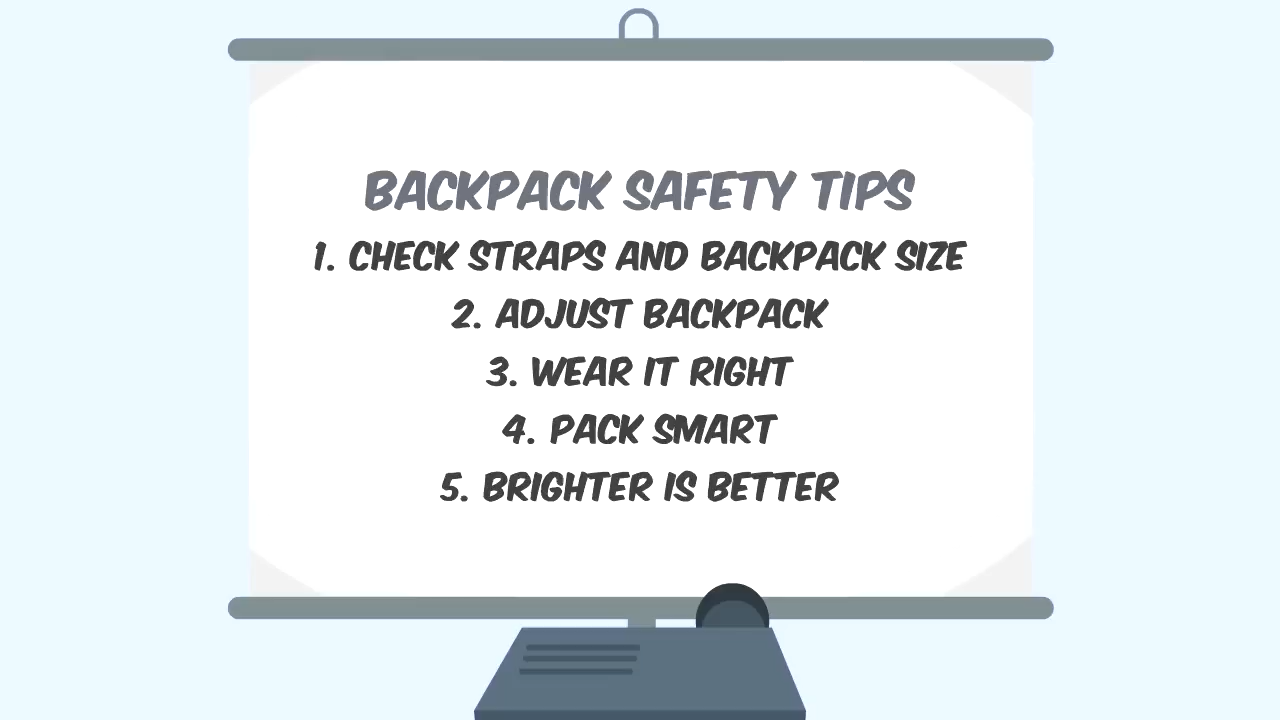 BACKPACK SAFETY TIPS
1. CHECK STRAPS AND BACKPACK SIZE
2. ADJUST BACKPACK
3. WEAR IT RIGHT
4. PACK SMART
5. BRIGHTER IS BETTER